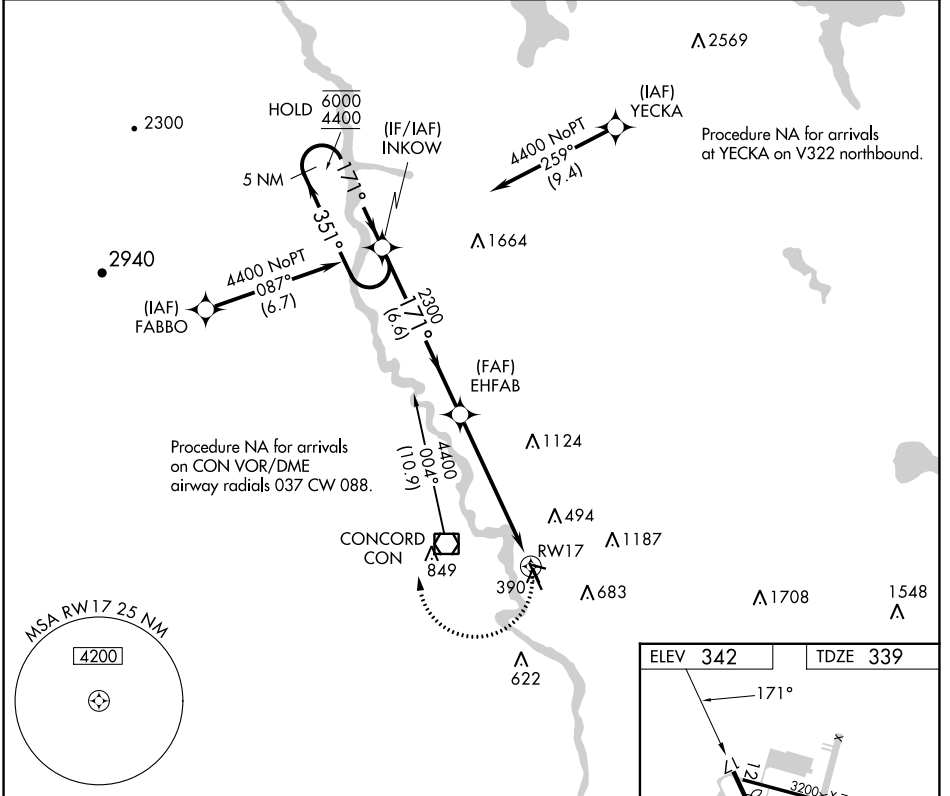 2569
(IAF)
YECKA
Procedure NA for arrivals
at YECKA on V322 northbound.
4400 NoPT
259°
(9.4)
HOLD 6000
4400
(IF/IAF)
INKOW
2300
5 NM
171°
351°
1664
2940
4400 NoPT
087°
(6.7)
(IAF)
FABBO
2300
171°
(6.6)
(FAF)
EHFAB
1124
Procedure NA for arrivals
on CON VOR/DME
airway radials 037 CW 088.
4400
004°
(10.9)
494
1187
CONCORD
CON
849
RW17
390
683
1708
1548
622
MSA RW17 25 NM
4200
ELEV 342
TDZE 339
171°
17
12
3200 X 7